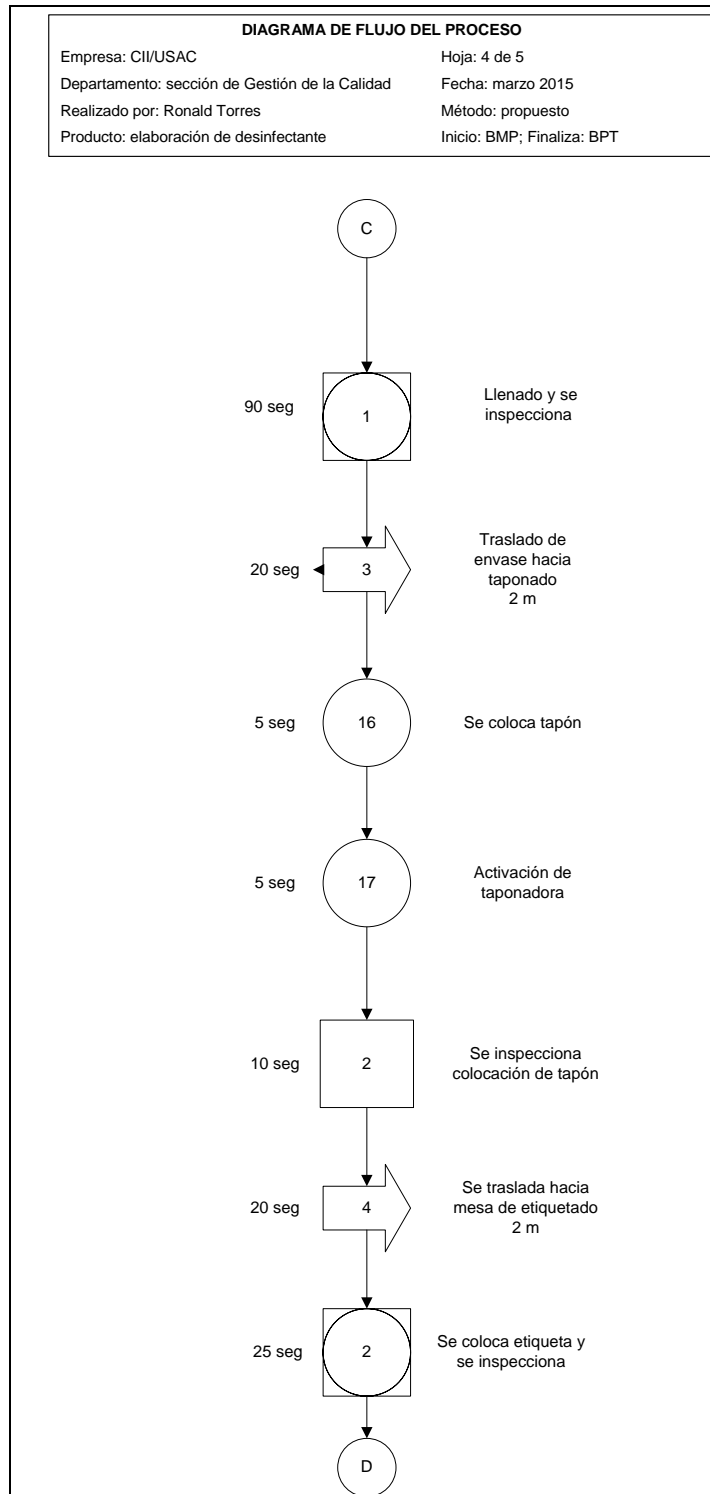 DIAGRAMA DE FLUJO DEL PROCESO
Empresa: CII/USAC
Hoja: 4 de 5
Departamento: sección de Gestión de la Calidad
Fecha: marzo 2015
Realizado por: Ronald Torres
Método: propuesto
Producto: elaboración de desinfectante
Inicio: BMP; Finaliza: BPT
C
90 seg
1
Llenado y se
inspecciona
20 seg
3
Traslado de
envase hacia
taponado
2 m
5 seg
16
Se coloca tapón
5 seg
17
Activación de
taponadora
10 seg
2
Se inspecciona
colocación de tapón
20 seg
4
Se traslada hacia
mesa de etiquetado
2 m
25 seg
2
Se coloca etiqueta y
se inspecciona
D